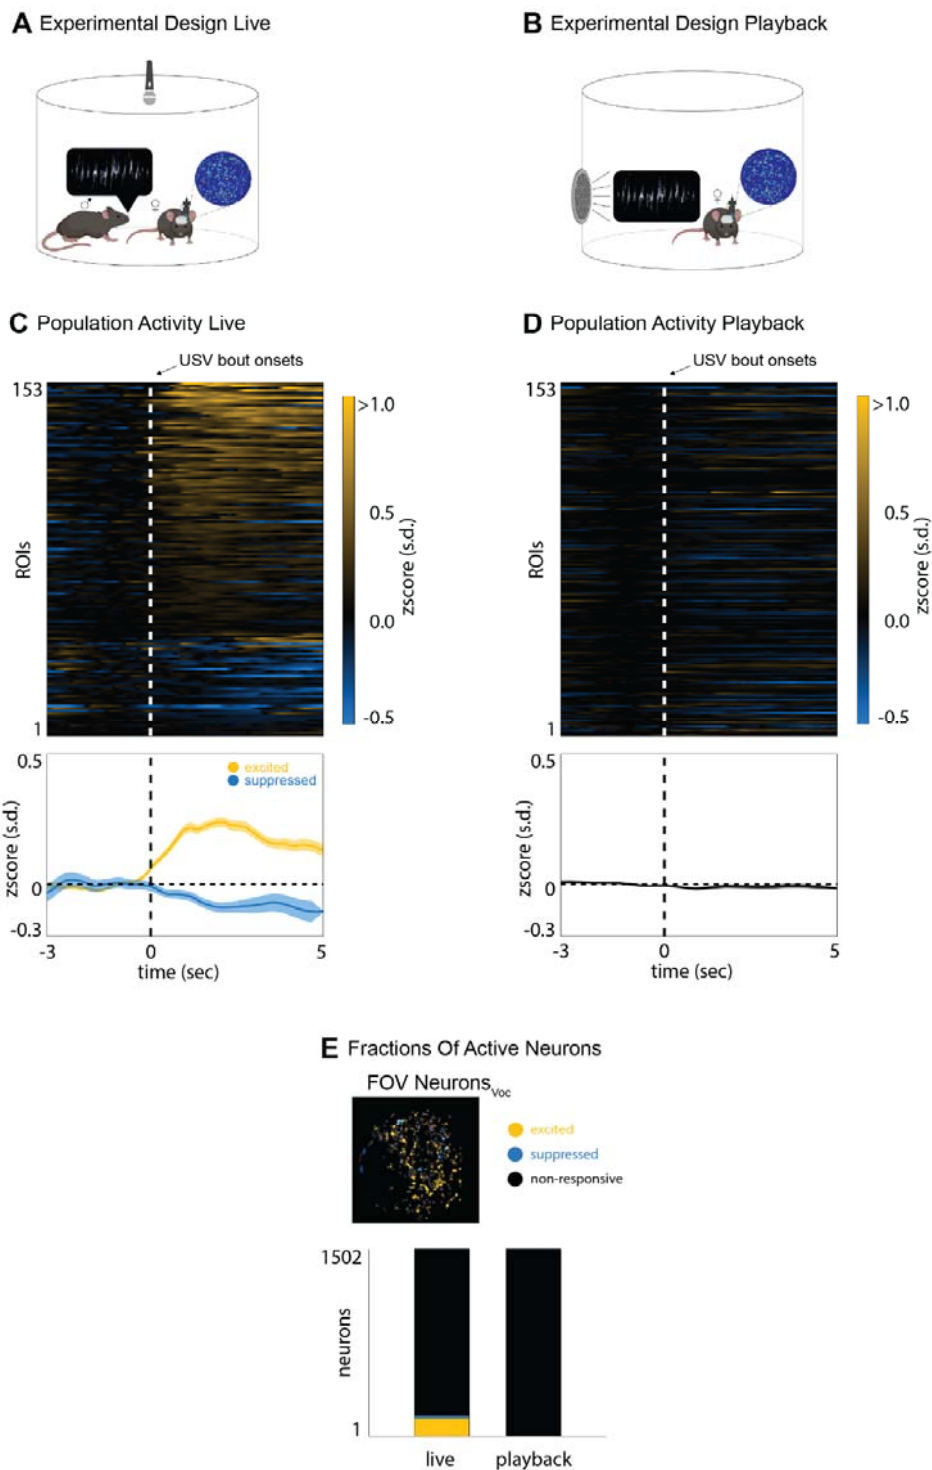 A Experimental Design Live
B Experimental Design Playback
♂
♀
♀
C Population Activity Live
USV bout onsets
153
ROIs
1
>1.0
0.5
0.0
-0.5
zscore (s.d.)
D Population Activity Playback
USV bout onsets
153
ROIs
1
>1.0
0.5
0.0
-0.5
zscore (s.d.)
0.5
0
-0.3
zscore (s.d.)
excited
suppressed
-3 0 5
time (sec)
0.5
0
-0.3
zscore (s.d.)
-3 0 5
time (sec)
E Fractions Of Active Neurons
FOV Neurons Voc
excited
suppressed
non-responsive
1502
neurons
1
live playback